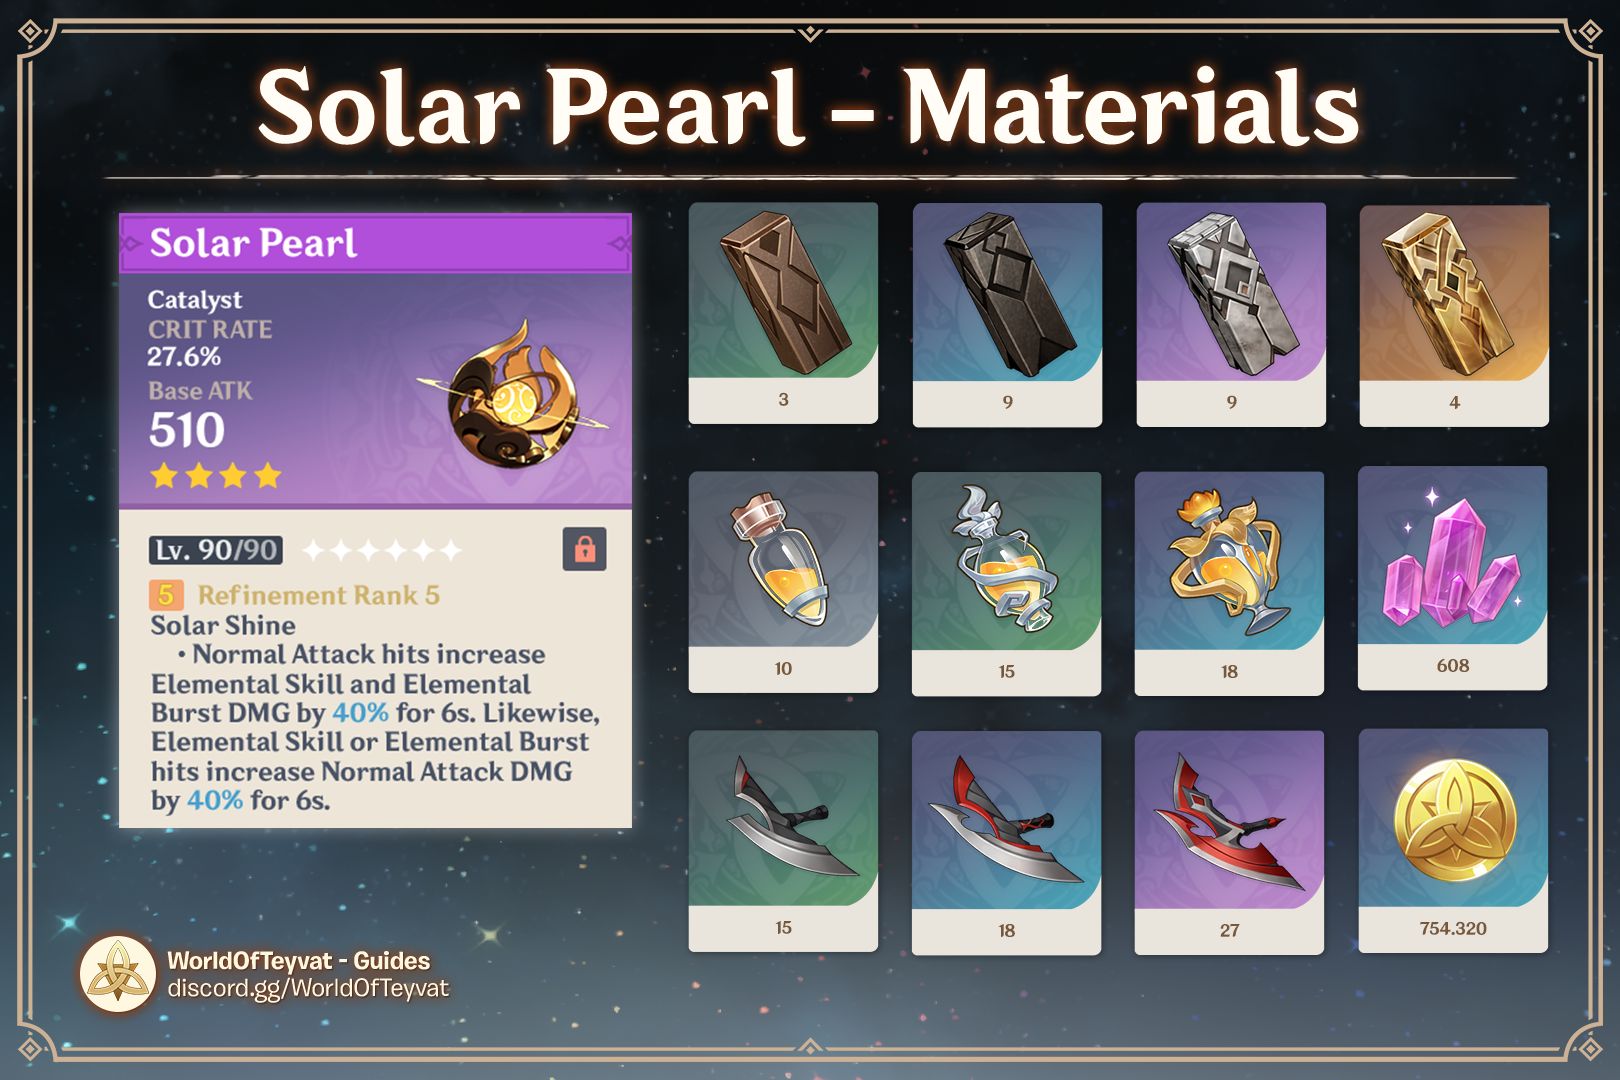 Solar Pearl - Materials
Solar Pearl
Catalyst
CRIT RATE
27.6%
Base ATK
510
Lv. 90/90
5 Refinement Rank 5
Solar Shine
• Normal Attack hits increase
Elemental Skill and Elemental
Burst DMG by 40% for 6s. Likewise,
Elemental Skill or Elemental Burst
hits increase Normal Attack DMG
by 40% for 6s.
3
9
9
4
10
15
18
608
15
18
27
754.320
WorldOfTeyvat - Guides
discord.gg/WorldOfTeyvat